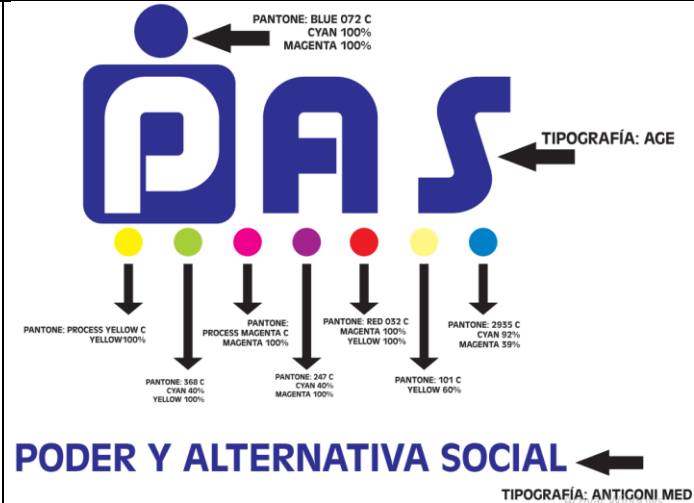 PANTONE: BLUE 072 C
CYAN 100%
MAGENTA 100%
PAS
TIPOGRAFÍA: AGE
PANTONE: PROCESS YELLOW C
YELLOW100%
PANTONE: 368 C
CYAN 40%
YELLOW 100%
PANTONE:
PROCESS MAGENTA C
MAGENTA 100%
PANTONE: 247 C
CYAN 40%
MAGENTA 100%
PANTONE: RED 032 C
MAGENTA 100%
YELLOW 100%
PANTONE: 101 C
YELLOW 60%
PANTONE: 2935 C
CYAN 92%
MAGENTA 39%
PODER Y ALTERNATIVA SOCIAL
TIPOGRAFÍA: ANTIGONI MED